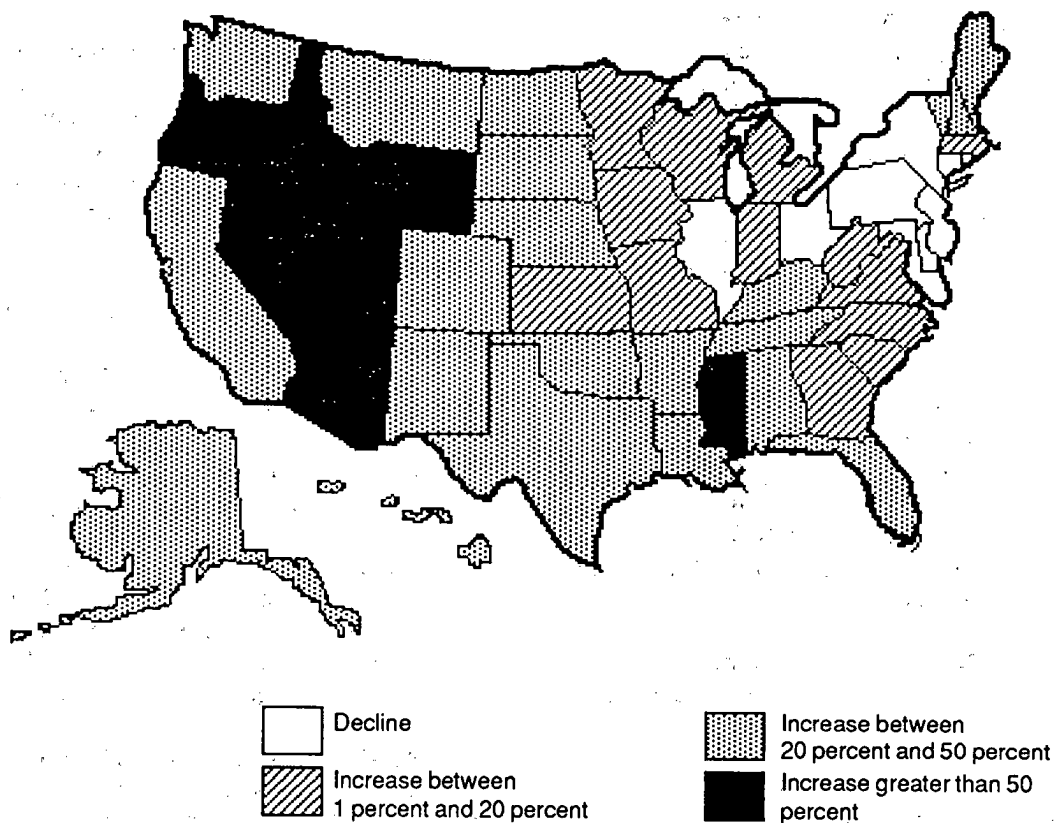 Decline
Increase between
1 percent and 20 percent
Increase between
20 percent and 50 percent
Increase greater than 50
percent